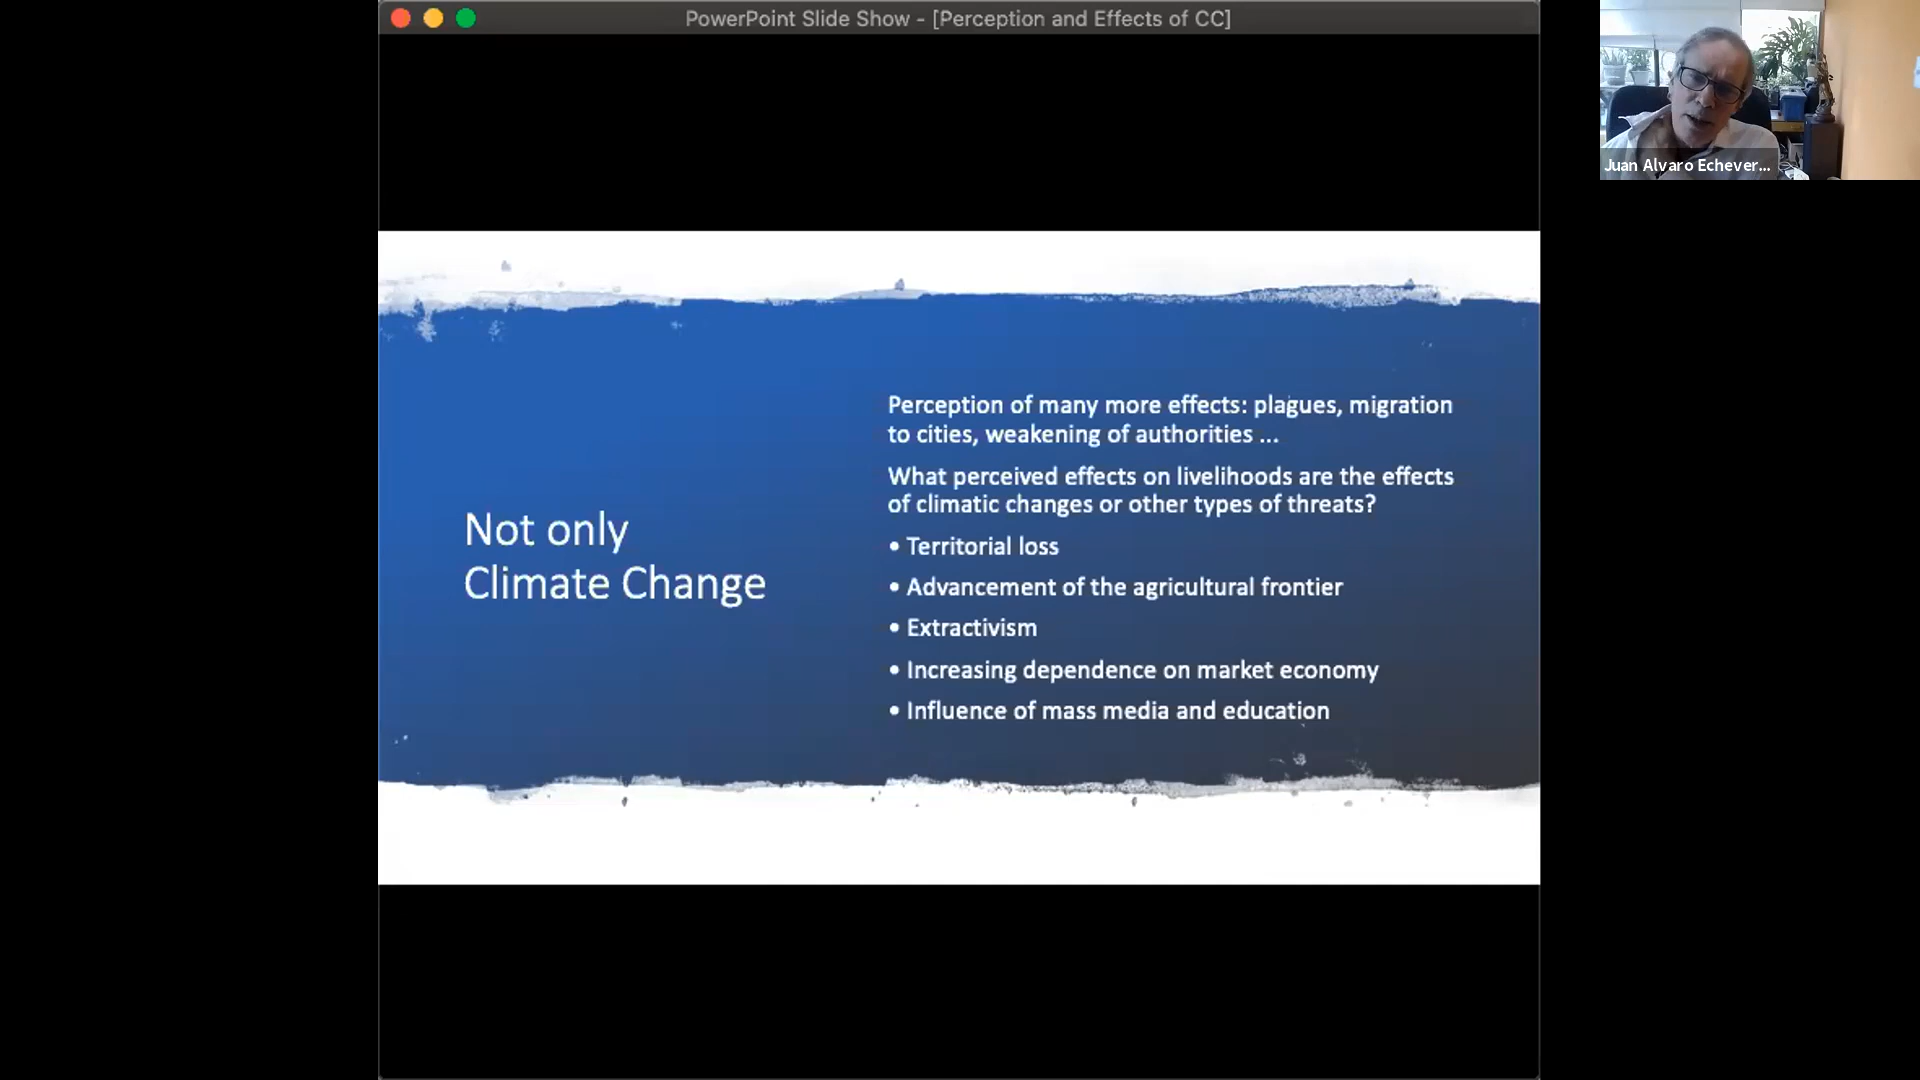 PowerPoint Slide Show - [Perception and Effects of CC]
Juan Alvaro Echever...
Not only
Climate Change
Perception of many more effects: plagues, migration
to cities, weakening of authorities ...
What perceived effects on livelihoods are the effects
of climatic changes or other types of threats?
• Territorial loss
• Advancement of the agricultural frontier
• Extractivism
• Increasing dependence on market economy
• Influence of mass media and education